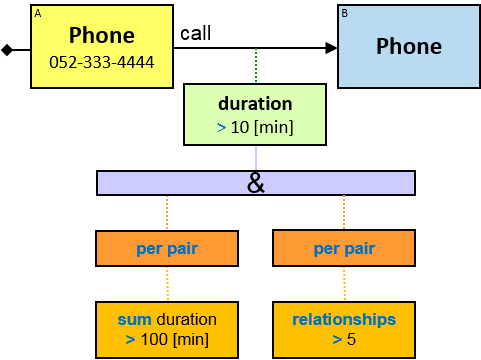 A
Phone
052-333-4444
call
B
Phone
duration
> 10 [min]
&
per pair
per pair
sum duration
> 100 [min]
relationships
> 5